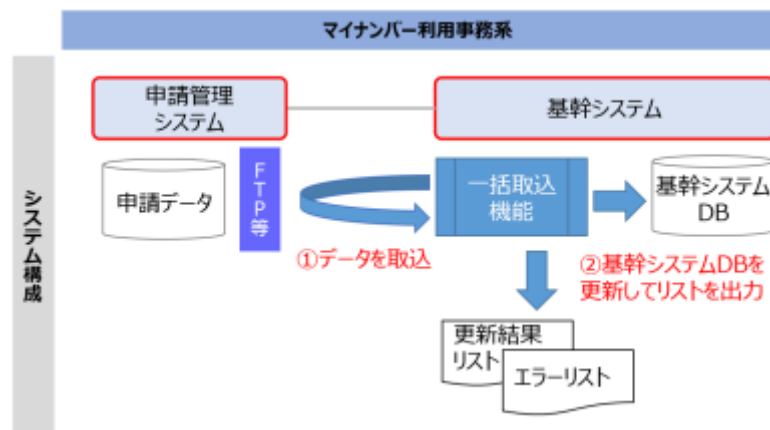 マイナンバー利用事務系
システム構成
申請管理
システム
基幹システム
申請データ
FTP等
一括取込
機能
基幹システム
DB
①データを取込
②基幹システムDBを
更新してリストを出力
更新結果
リスト
エラーリスト